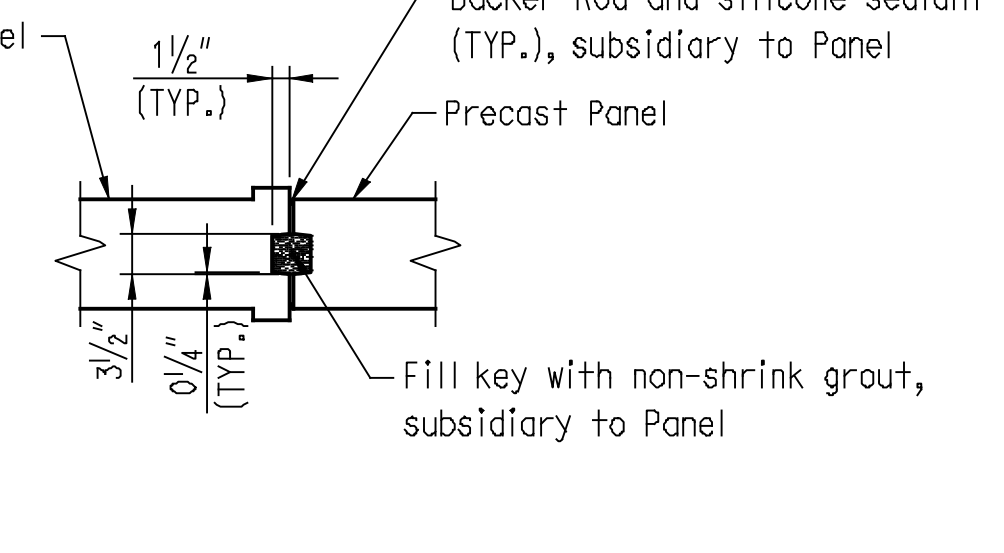 Backer Rod and silicone sealant
(TYP.), subsidiary to Panel
el
1½"
(TYP.)
Precast Panel
3½"
0¼"
(TYP.)
Fill key with non-shrink grout,
subsidiary to Panel